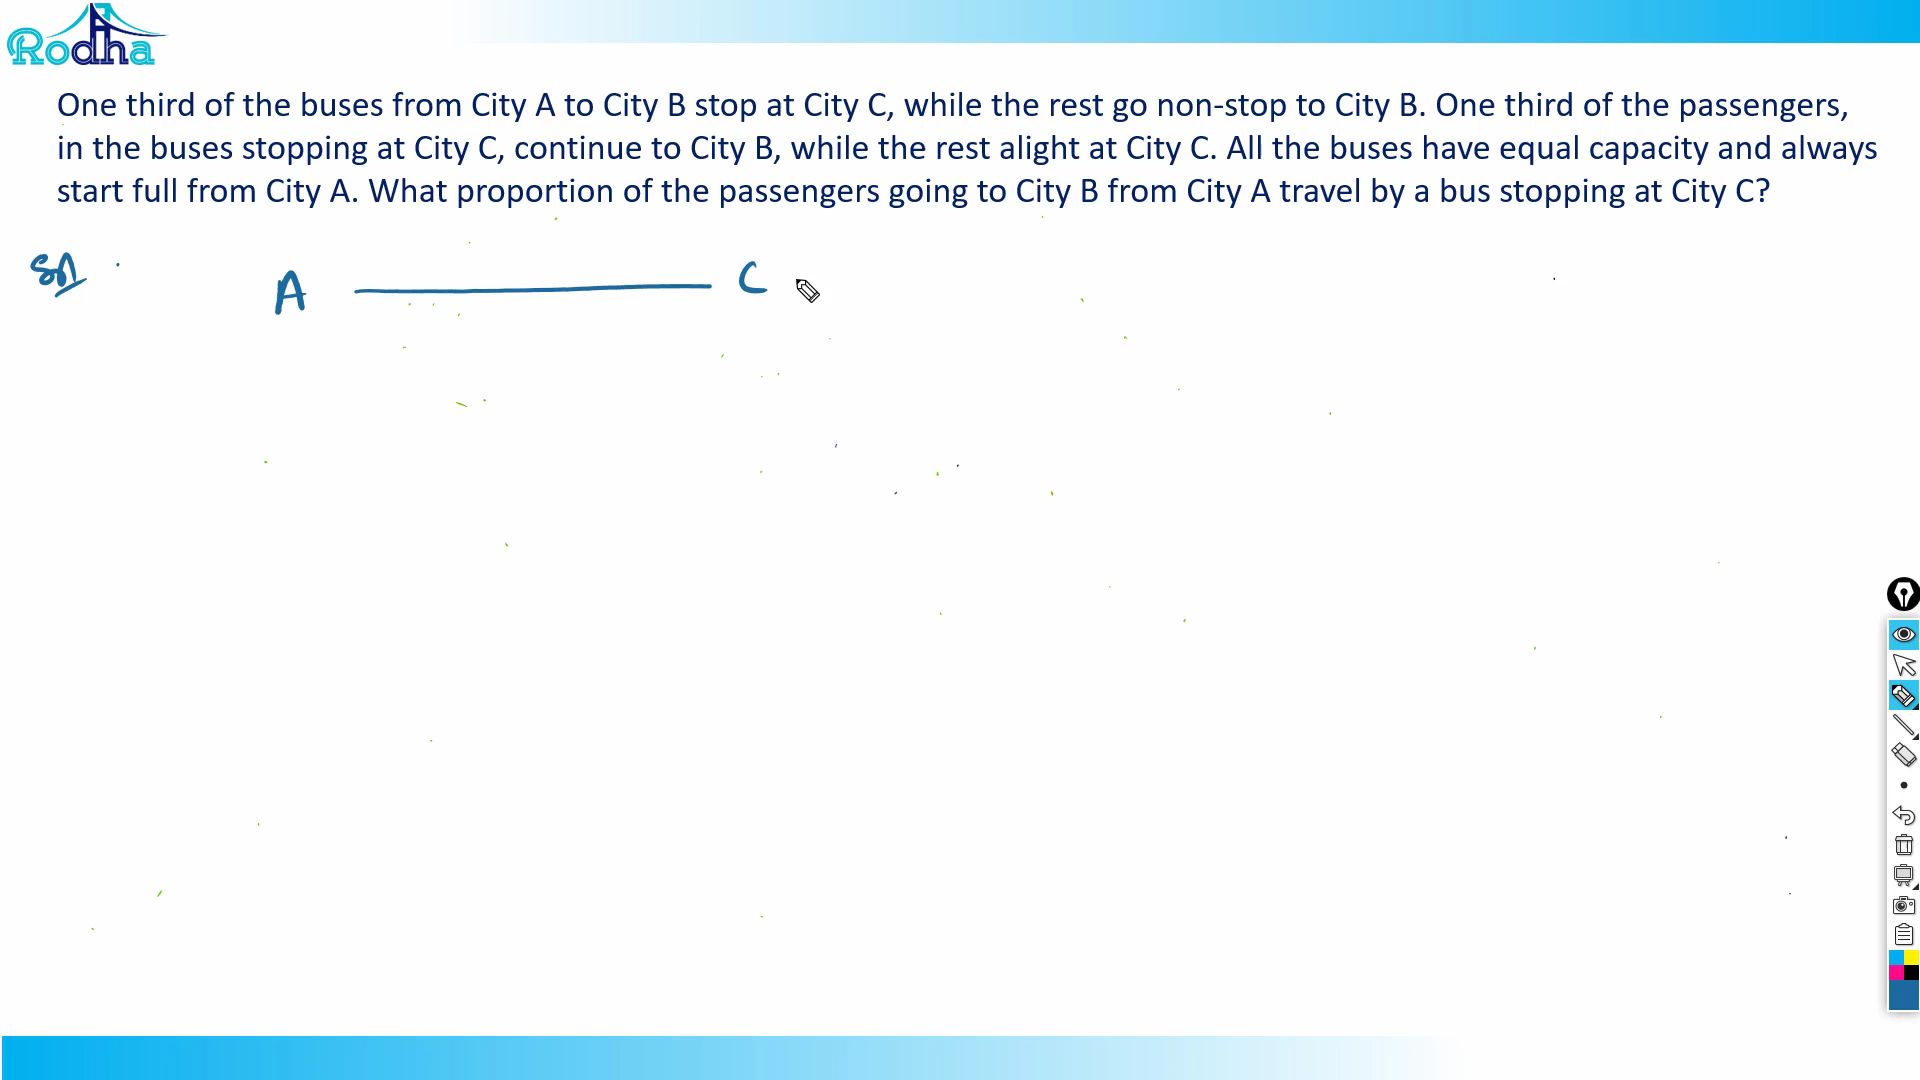 Rodha
One third of the buses from City A to City B stop at City C, while the rest go non-stop to City B. One third of the passengers,
in the buses stopping at City C, continue to City B, while the rest alight at City C. All the buses have equal capacity and always
start full from City A. What proportion of the passengers going to City B from City A travel by a bus stopping at City C?
A C